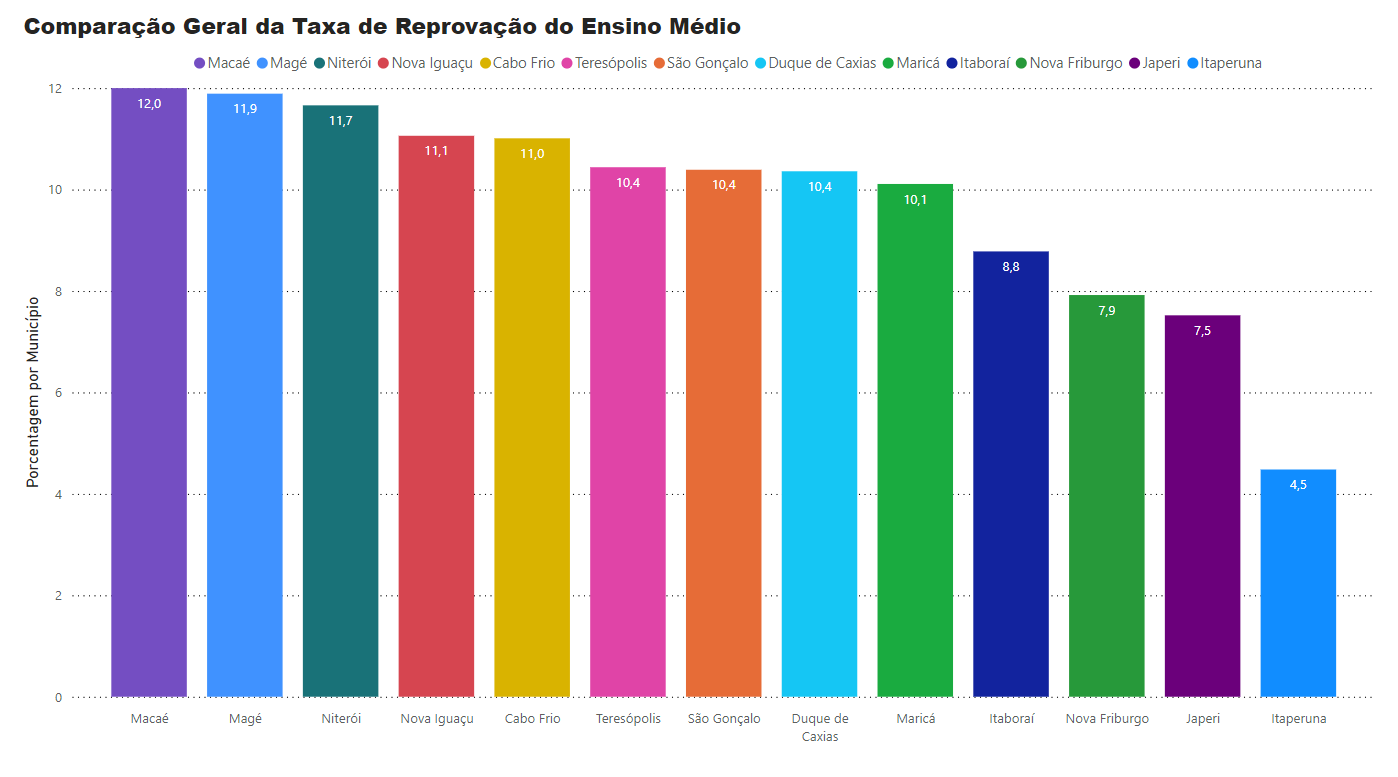 Comparação Geral da Taxa de Reprovação do Ensino Médio
Macaé Magé Niterói Nova Iguaçu Cabo Frio Teresópolis São Gonçalo Duque de Caxias Maricá Itaboraí Nova Friburgo Japeri Itaperuna
Porcentagem por Município
12
10
8
6
4
2
0
12,0
11,9
11,7
11,1
11,0
10,4
10,4
10,4
10,1
8,8
7,9
7,5
4,5
Macaé
Magé
Niterói
Nova Iguaçu
Cabo Frio
Teresópolis
São Gonçalo
Duque de
Caxias
Maricá
Itaboraí
Nova Friburgo
Japeri
Itaperuna